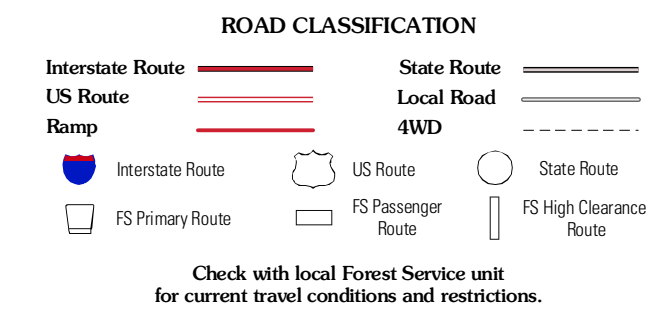 ROAD CLASSIFICATION
Interstate Route
State Route
US Route
Local Road
Ramp
4WD
Interstate Route
US Route
State Route
FS Primary Route
FS Passenger
Route
FS High Clearance
Route
Check with local Forest Service unit
for current travel conditions and restrictions.